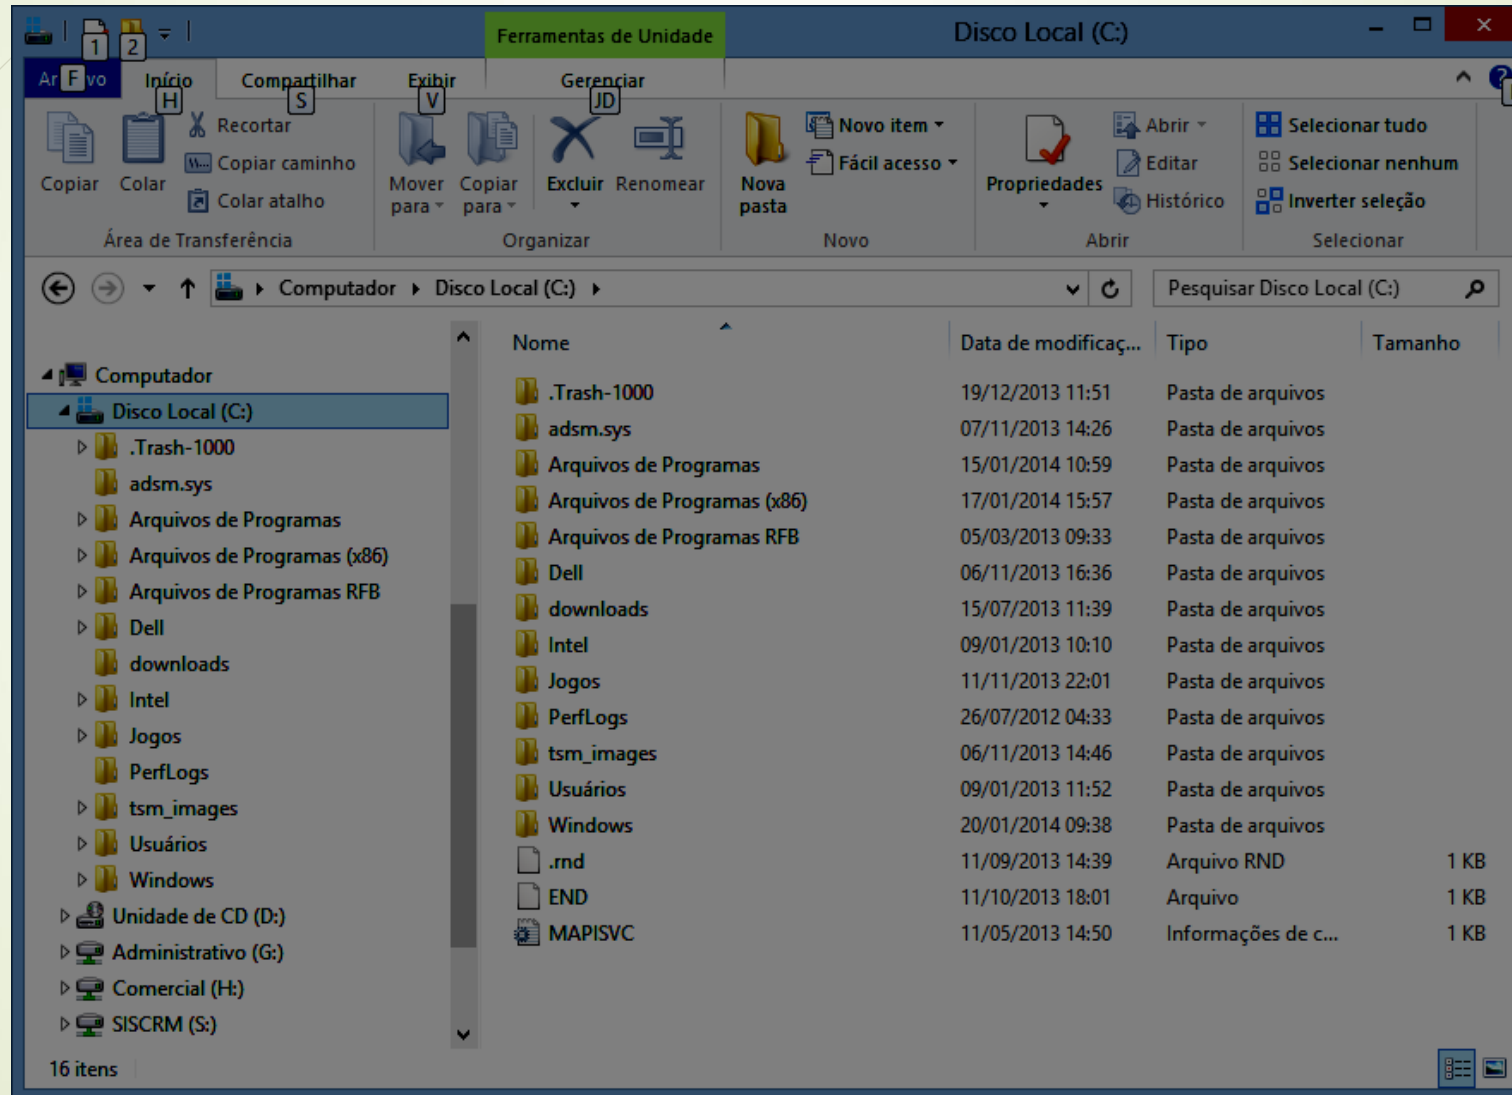 1 2
Ferramentas de Unidade
Disco Local (C:)
Ar F vo Início Compartilhar Exibir Gerenciar
H S V JD
Copiar
Colar
Recortar
Copiar caminho
Colar atalho
Área de Transferência
Mover para
Copiar para
Excluir
Renomear
Organizar
Nova pasta
Novo item
Fácil acesso
Novo
Propriedades
Abrir
Editar
Histórico
Abrir
Selecionar tudo
Selecionar nenhum
Inverter seleção
Selecionar
Computador Disco Local (C:)
Pesquisar Disco Local (C:)
Computador
Disco Local (C:)
.Trash-1000
adsm.sys
Arquivos de Programas
Arquivos de Programas (x86)
Arquivos de Programas RFB
Dell
downloads
Intel
Jogos
PerfLogs
tsm_images
Usuários
Windows
Unidade de CD (D:)
Administrativo (G:)
Comercial (H:)
SISCRM (S:)
Nome Data de modificaç... Tipo Tamanho
.Trash-1000 19/12/2013 11:51 Pasta de arquivos
adsm.sys 07/11/2013 14:26 Pasta de arquivos
Arquivos de Programas 15/01/2014 10:59 Pasta de arquivos
Arquivos de Programas (x86) 17/01/2014 15:57 Pasta de arquivos
Arquivos de Programas RFB 05/03/2013 09:33 Pasta de arquivos
Dell 06/11/2013 16:36 Pasta de arquivos
downloads 15/07/2013 11:39 Pasta de arquivos
Intel 09/01/2013 10:10 Pasta de arquivos
Jogos 11/11/2013 22:01 Pasta de arquivos
PerfLogs 26/07/2012 04:33 Pasta de arquivos
tsm_images 06/11/2013 14:46 Pasta de arquivos
Usuários 09/01/2013 11:52 Pasta de arquivos
Windows 20/01/2014 09:38 Pasta de arquivos
.rnd 11/09/2013 14:39 Arquivo RND 1 KB
END 11/10/2013 18:01 Arquivo 1 KB
MAPISVC 11/05/2013 14:50 Informações de c... 1 KB
16 itens